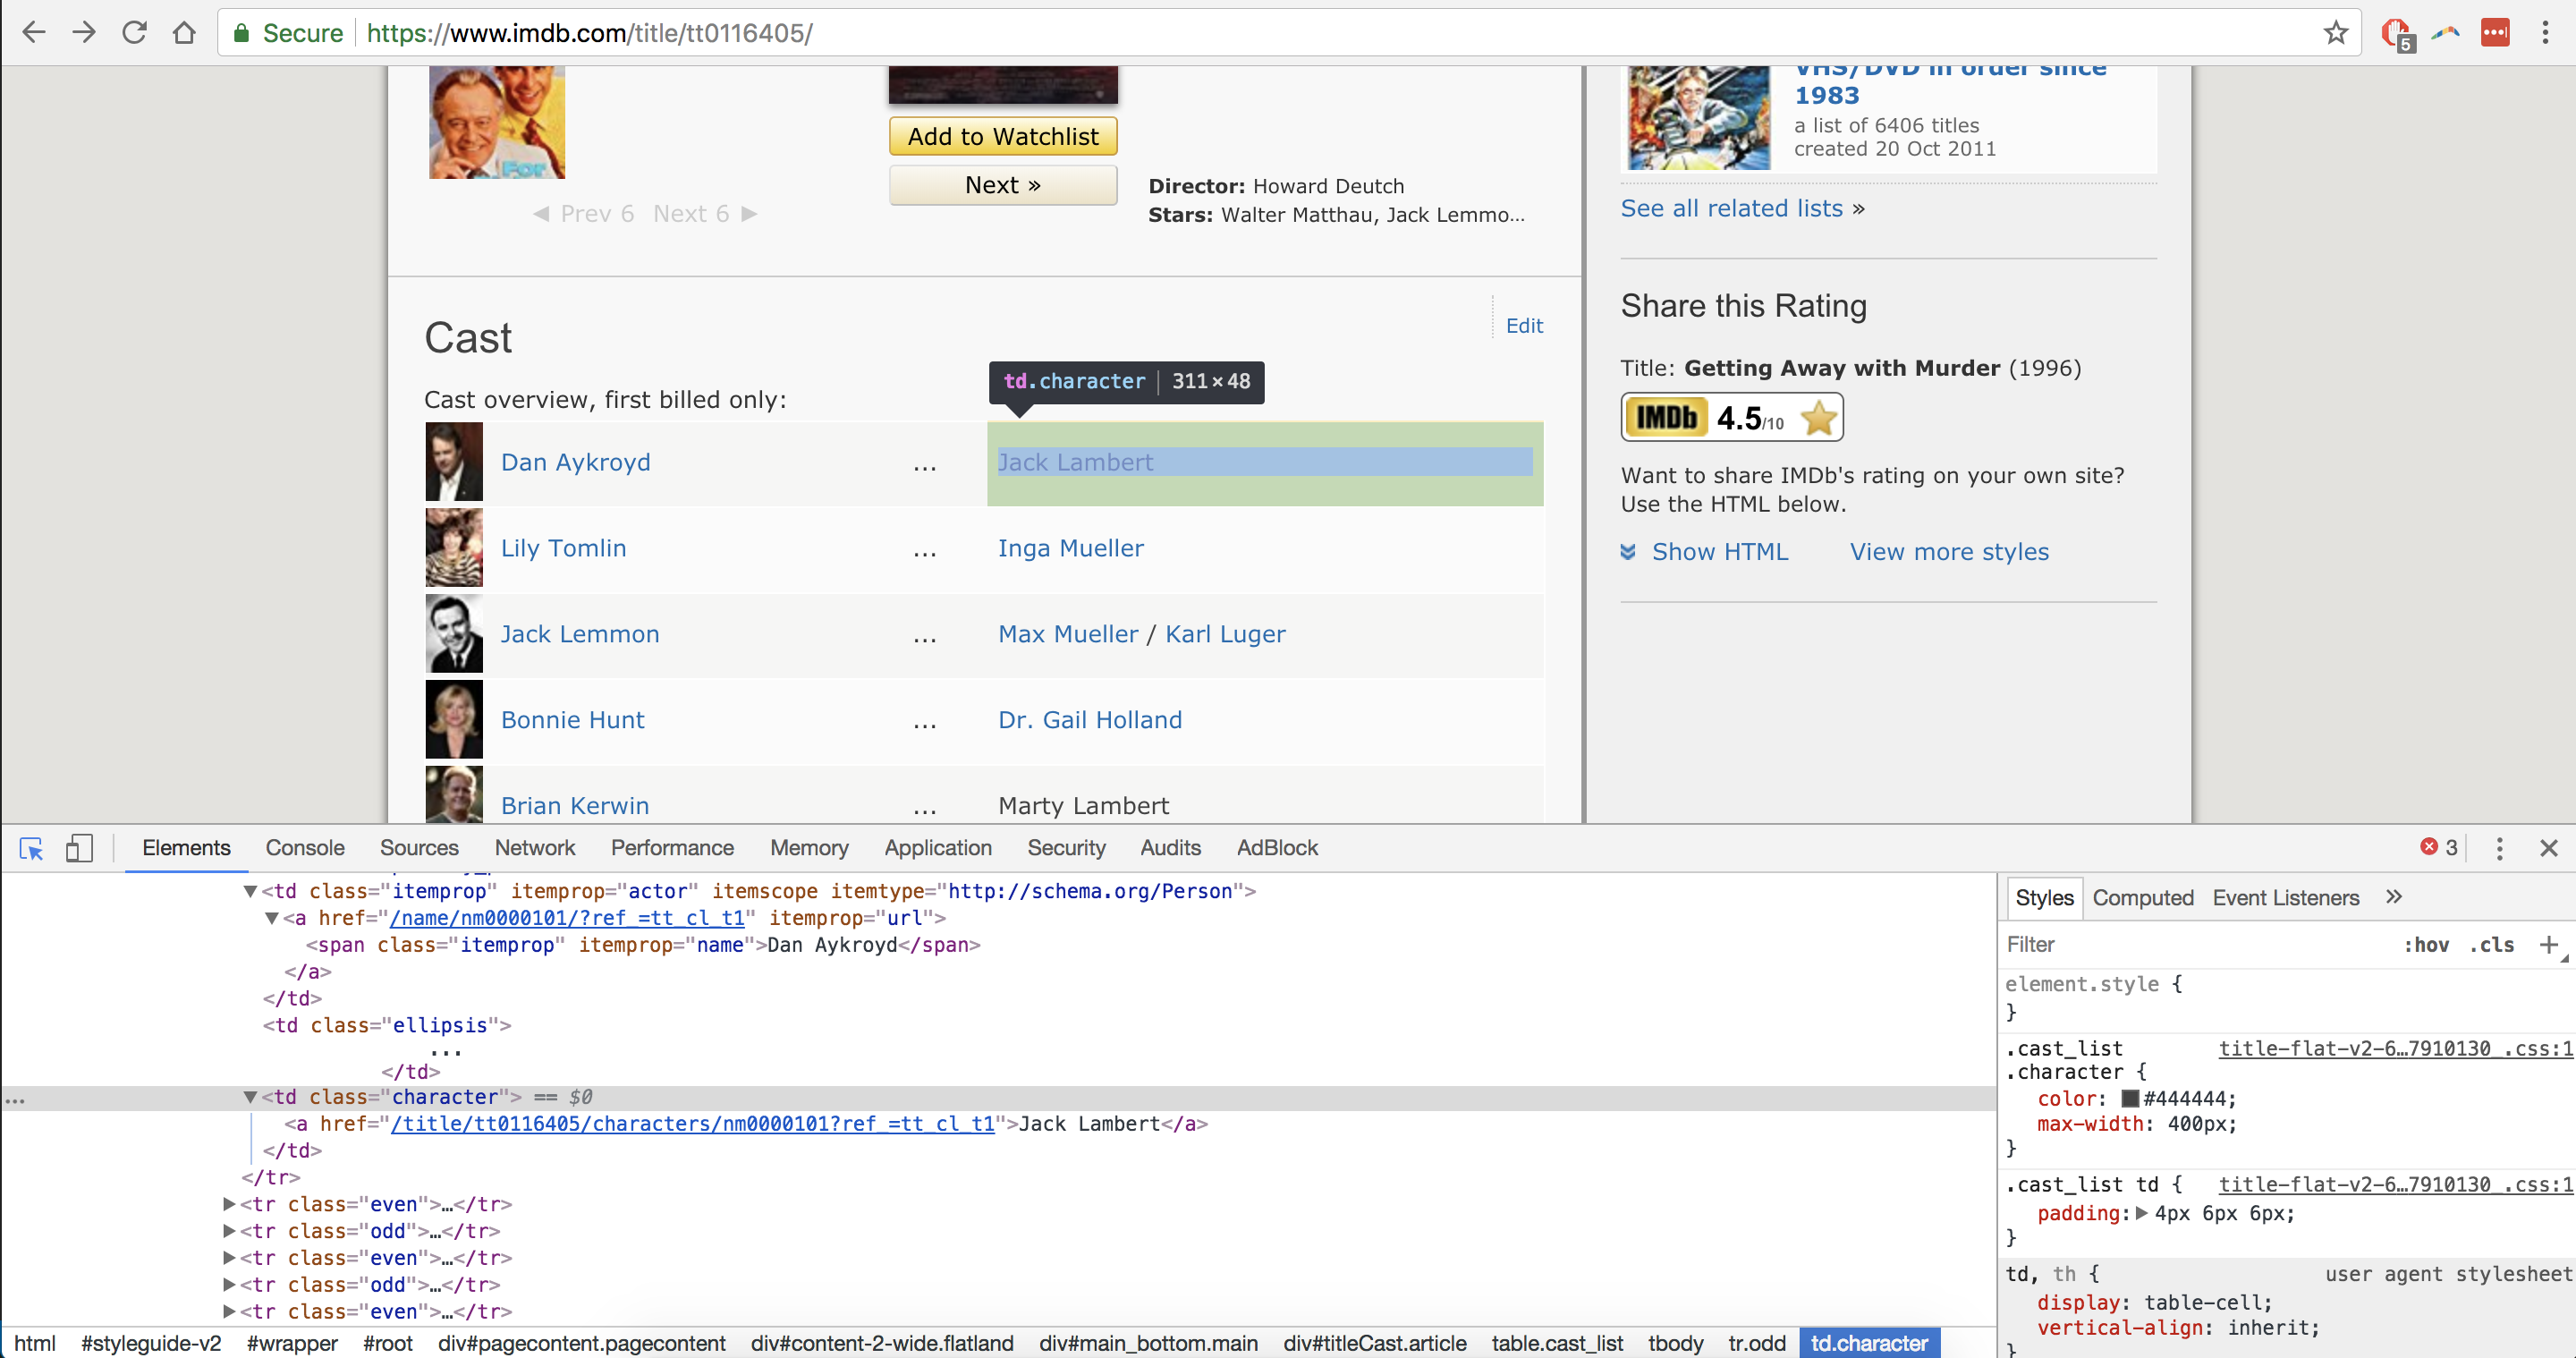 Secure https://www.imdb.com/title/tt0116405/
5
For
Add to Watchlist
Next »
◀ Prev 6 Next 6 ▶
Director: Howard Deutch
Stars: Walter Matthau, Jack Lemmo...
VHS/DVD in order since
1983
a list of 6406 titles
created 20 Oct 2011
See all related lists »
Cast
Edit
Cast overview, first billed only:
td.character 311×48
Dan Aykroyd ... Jack Lambert
Lily Tomlin ... Inga Mueller
Jack Lemmon ... Max Mueller / Karl Luger
Bonnie Hunt ... Dr. Gail Holland
Brian Kerwin ... Marty Lambert
Share this Rating
Title: Getting Away with Murder (1996)
IMDb 4.5/10
Want to share IMDb's rating on your own site?
Use the HTML below.
Show HTML View more styles
Elements Console Sources Network Performance Memory Application Security Audits AdBlock 3
▼<td class="itemprop" itemprop="actor" itemscope itemtype="http://schema.org/Person">
▼<a href="/name/nm0000101/?ref_=tt_cl_t1" itemprop="url">
<span class="itemprop" itemprop="name">Dan Aykroyd</span>
</a>
</td>
<td class="ellipsis">
...
</td>
... ▼<td class="character"> == $0
<a href="/title/tt0116405/characters/nm0000101?ref_=tt_cl_t1">Jack Lambert</a>
</td>
</tr>
▶<tr class="even">…</tr>
▶<tr class="odd">…</tr>
▶<tr class="even">…</tr>
▶<tr class="odd">…</tr>
▶<tr class="even">…</tr>
html #styleguide-v2 #wrapper #root div#pagecontent.pagecontent div#content-2-wide.flatland div#main_bottom.main div#titleCast.article table.cast_list tbody tr.odd td.character
Styles Computed Event Listeners »
Filter :hov .cls +
element.style {
}
.cast_list title-flat-v2-6…7910130_.css:1
.character {
color: #444444;
max-width: 400px;
}
.cast_list td { title-flat-v2-6…7910130_.css:1
padding:▶4px 6px 6px;
}
td, th { user agent stylesheet
display: table-cell;
vertical-align: inherit;
}